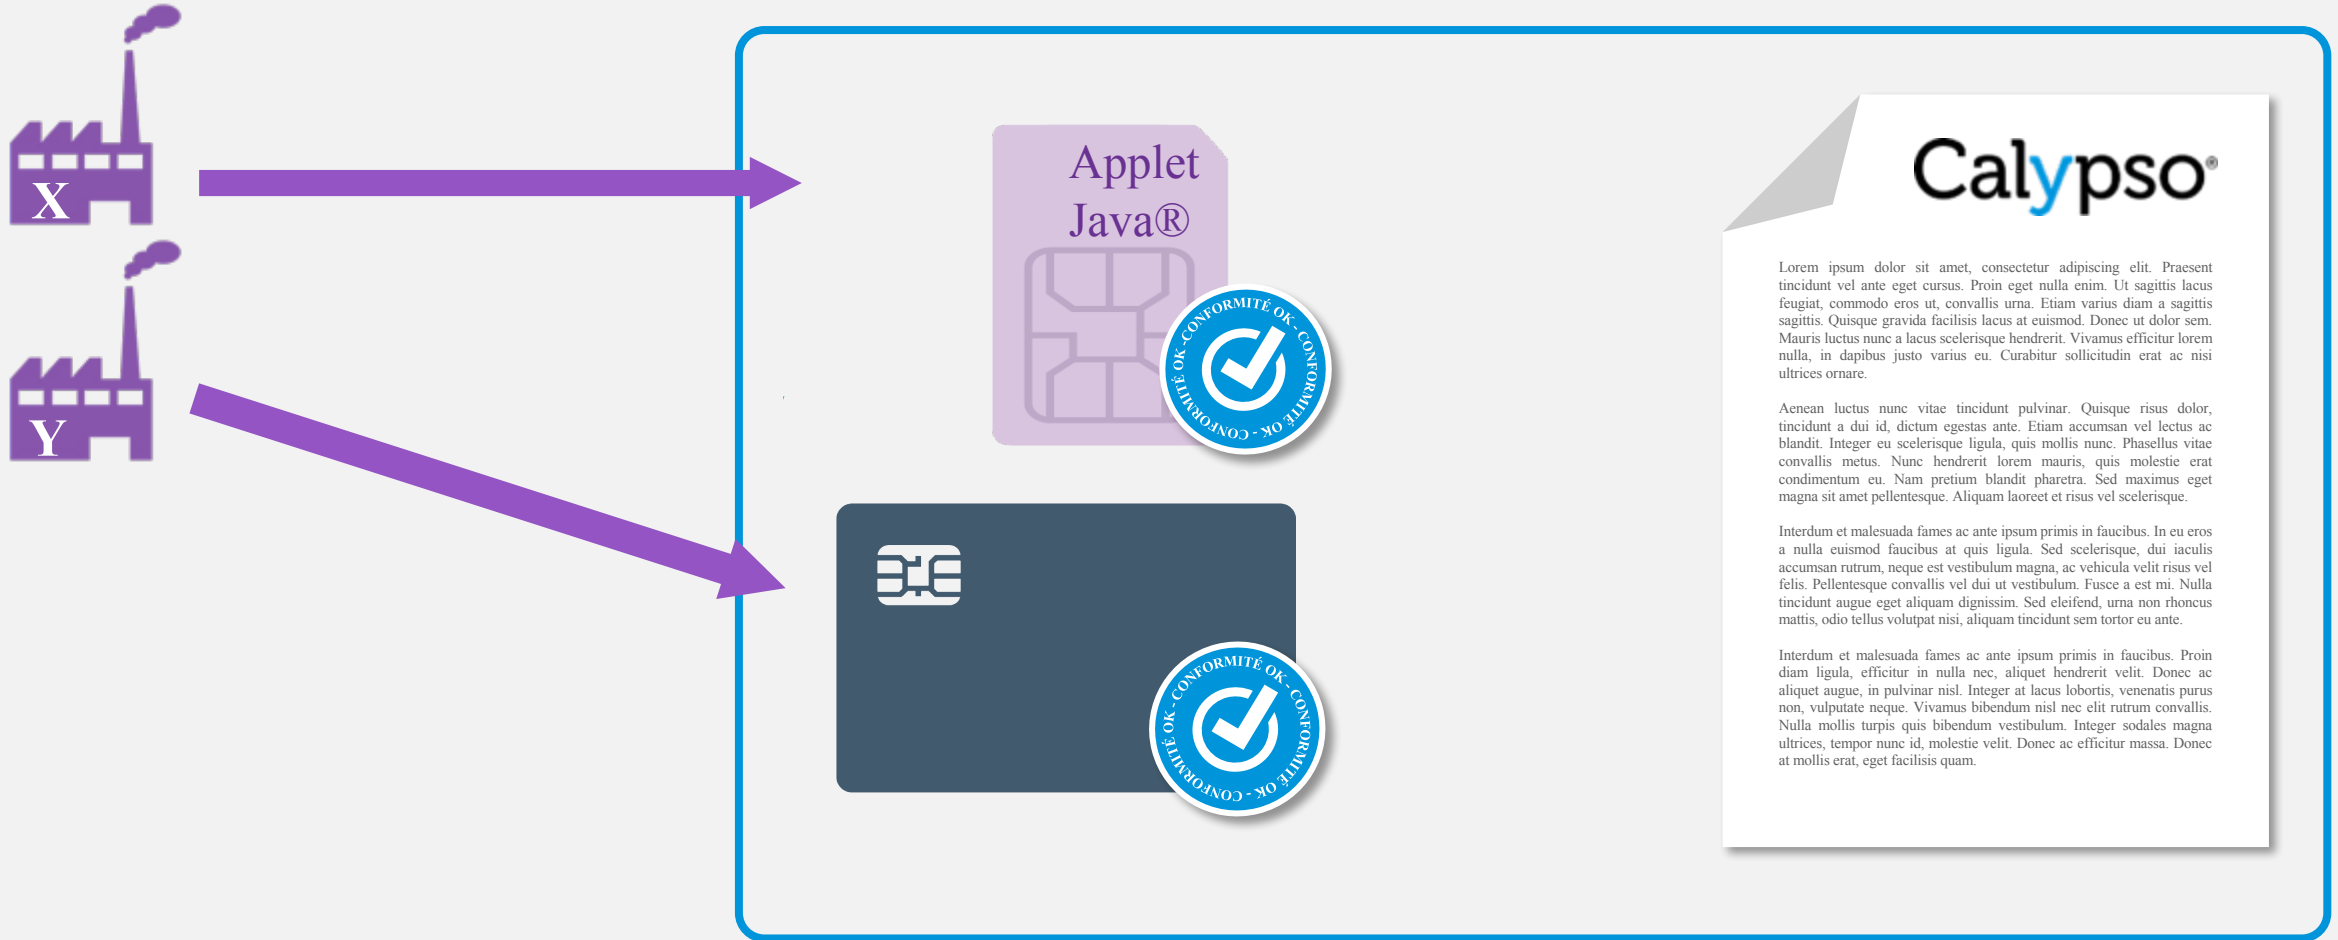 X
Y
Applet
Java®
CONFORMITÉ OK - CONFORMITÉ OK - CONFORMITÉ OK -
CONFORMITÉ OK - CONFORMITÉ OK - CONFORMITÉ OK -
Calypso®
Lorem ipsum dolor sit amet, consectetur adipiscing elit. Praesent
tincidunt vel ante eget cursus. Proin eget nulla enim. Ut sagittis lacus
feugiat, commodo eros ut, convallis urna. Etiam varius diam a sagittis
sagittis. Quisque gravida facilisis lacus at euismod. Donec ut dolor sem.
Mauris luctus nunc a lacus scelerisque hendrerit. Vivamus efficitur lorem
nulla, in dapibus justo varius eu. Curabitur sollicitudin erat ac nisi
ultrices ornare.
Aenean luctus nunc vitae tincidunt pulvinar. Quisque risus dolor,
tincidunt a dui id, dictum egestas ante. Etiam accumsan vel lectus ac
blandit. Integer eu scelerisque ligula, quis mollis nunc. Phasellus vitae
convallis metus. Nunc hendrerit lorem mauris, quis molestie erat
condimentum eu. Nam pretium blandit pharetra. Sed maximus eget
magna sit amet pellentesque. Aliquam laoreet et risus vel scelerisque.
Interdum et malesuada fames ac ante ipsum primis in faucibus. In eu eros
a nulla euismod faucibus at quis ligula. Sed scelerisque, dui iaculis
accumsan rutrum, neque est vestibulum magna, ac vehicula velit risus vel
felis. Pellentesque convallis vel dui ut vestibulum. Fusce a est mi. Nulla
tincidunt augue eget aliquam dignissim. Sed eleifend, urna non rhoncus
mattis, odio tellus volutpat nisi, aliquam tincidunt sem tortor eu ante.
Interdum et malesuada fames ac ante ipsum primis in faucibus. Proin
diam ligula, efficitur in nulla nec, aliquet hendrerit velit. Donec ac
aliquet augue, in pulvinar nisl. Integer at lacus lobortis, venenatis purus
non, vulputate neque. Vivamus bibendum nisl nec elit rutrum convallis.
Nulla mollis turpis quis bibendum vestibulum. Integer sodales magna
ultrices, tempor nunc id, molestie velit. Donec ac efficitur massa. Donec
at mollis erat, eget facilisis quam.